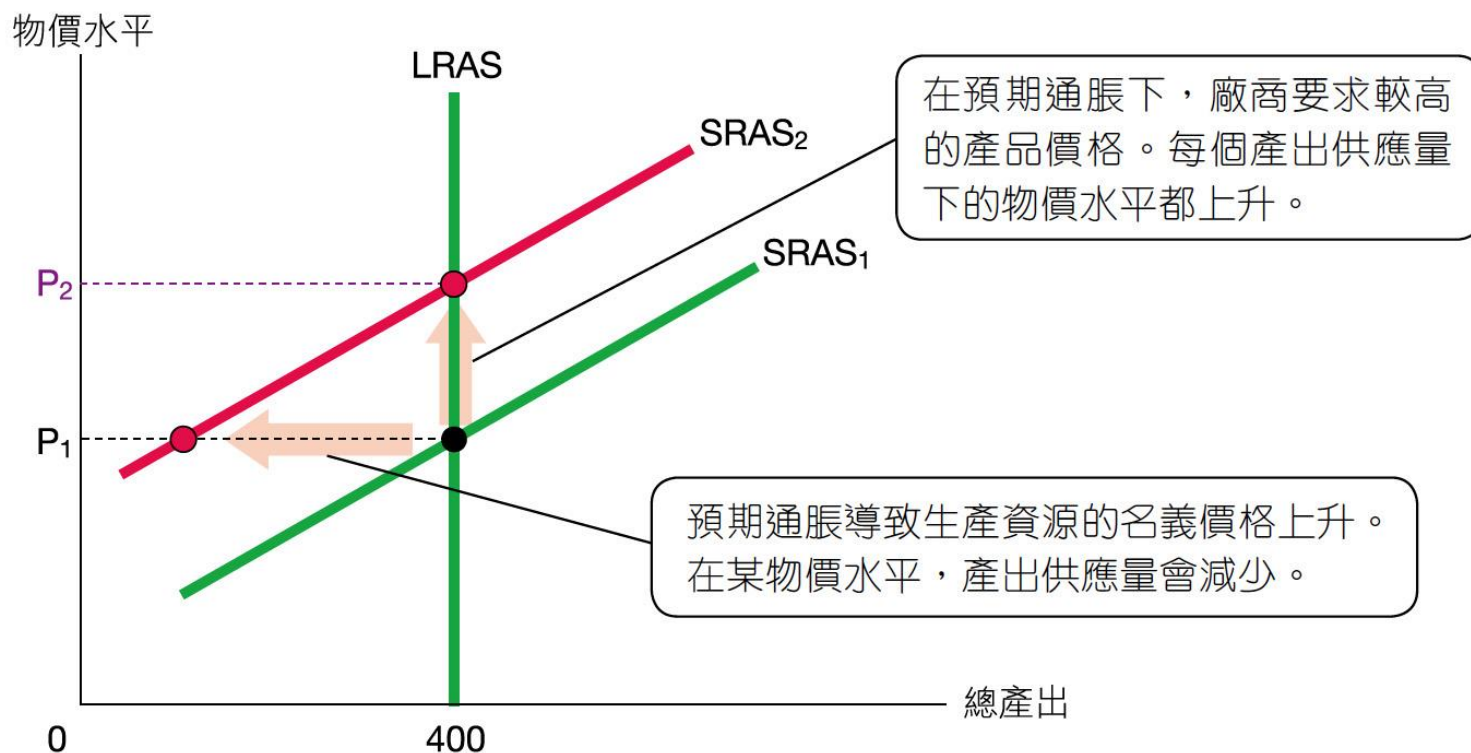 物價水平
LRAS
在預期通脹下，廠商要求較高
的產品價格。每個產出供應量
下的物價水平都上升。
SRAS₂
SRAS₁
P₂
P₁
預期通脹導致生產資源的名義價格上升。
在某物價水平，產出供應量會減少。
總產出
0
400